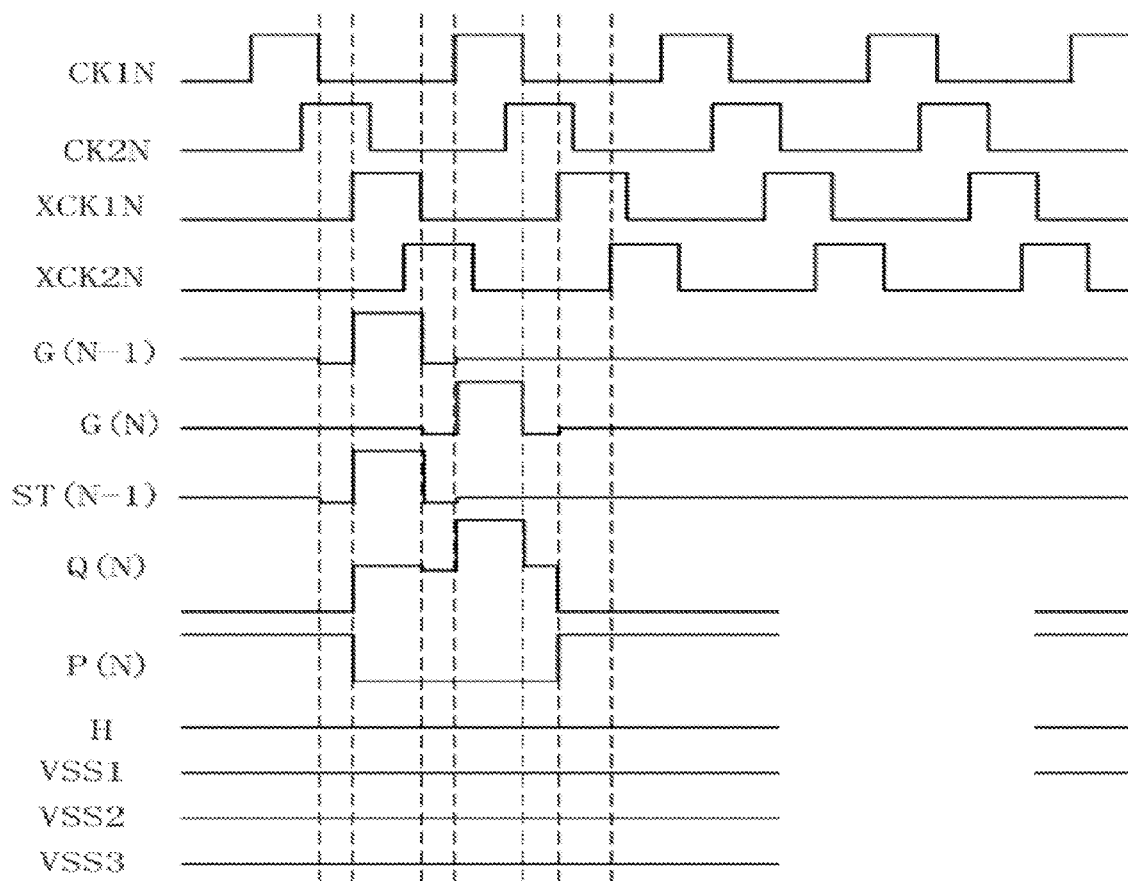 CK1N
CK2N
XCK1N
XCK2N
G(N-1)
G(N)
ST(N-1)
Q(N)
P(N)
H
VSS1
VSS2
VSS3